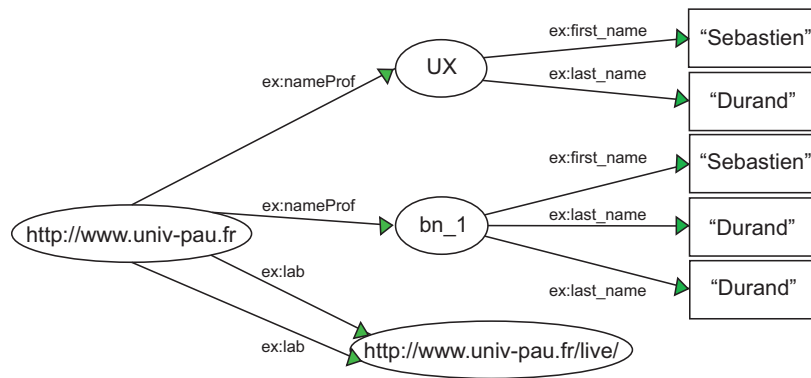 ex:first_name
“Sebastien”
UX
ex:last_name
ex:nameProf
“Durand”
ex:first_name
“Sebastien”
ex:nameProf
ex:last_name
http://www.univ-pau.fr
bn_1
“Durand”
ex:lab
ex:last_name
“Durand”
ex:lab
http://www.univ-pau.fr/live/